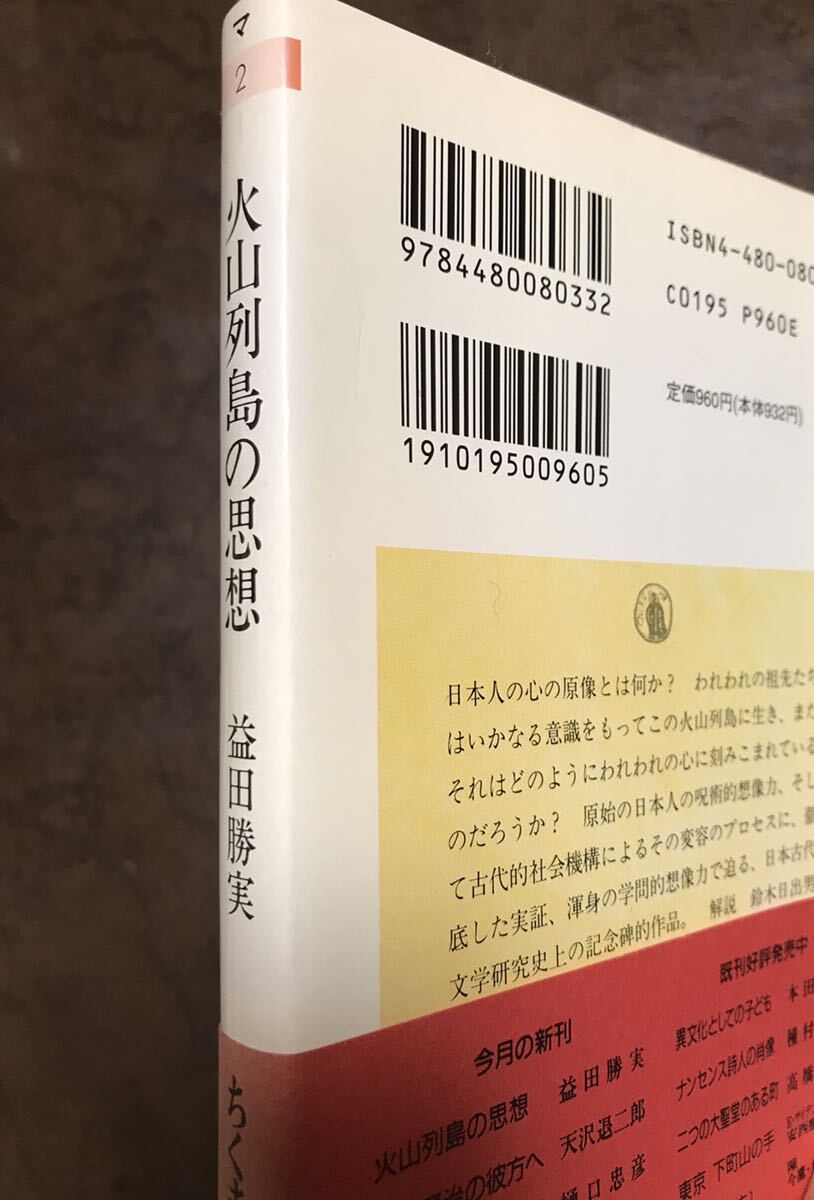 マ
2
火山列島の思想
益田勝実
ちく
9784480080332
ISBN4-480-080
C0195 P960E
定価960円(本体932円)
1910195009605
日本人の心の原像とは何か？ われわれの祖先たち
はいかなる意識をもってこの火山列島に生き、また
それはどのようにわれわれの心に刻みこまれている
のだろうか？ 原始の日本人の呪術的想像力、そし
て古代的社会機構によるその変容のプロセスに、徹
底した実証、渾身の学問的想像力で迫る、日本古代
文学研究史上の記念碑的作品。 解説 鈴木日出男
今月の新刊
火山列島の思想 益田勝実
治の彼方へ 天沢退二郎
樋口忠彦
既刊好評発売中
異文化としての子ども 本田
ナンセンス詩人の肖像 種村
二つの大聖堂のある町 高橋
東京 下町山の手
安西